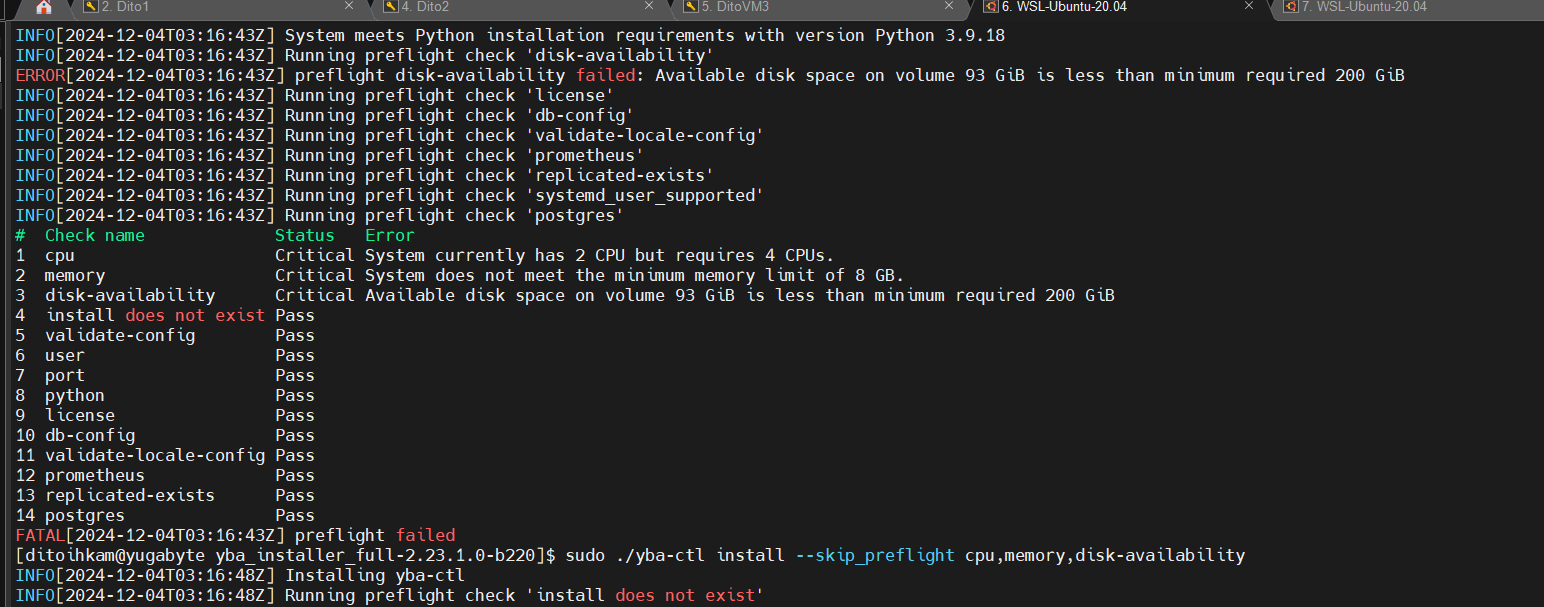 2. Dito1
4. Dito2
5. DitoVM3
6. WSL-Ubuntu-20.04
7. WSL-Ubuntu-20.04
INFO[2024-12-04T03:16:43Z] System meets Python installation requirements with version Python 3.9.18
INFO[2024-12-04T03:16:43Z] Running preflight check 'disk-availability'
ERROR[2024-12-04T03:16:43Z] preflight disk-availability failed: Available disk space on volume 93 GiB is less than minimum required 200 GiB
INFO[2024-12-04T03:16:43Z] Running preflight check 'license'
INFO[2024-12-04T03:16:43Z] Running preflight check 'db-config'
INFO[2024-12-04T03:16:43Z] Running preflight check 'validate-locale-config'
INFO[2024-12-04T03:16:43Z] Running preflight check 'prometheus'
INFO[2024-12-04T03:16:43Z] Running preflight check 'replicated-exists'
INFO[2024-12-04T03:16:43Z] Running preflight check 'systemd_user_supported'
INFO[2024-12-04T03:16:43Z] Running preflight check 'postgres'
# Check name Status Error
1 cpu Critical System currently has 2 CPU but requires 4 CPUs.
2 memory Critical System does not meet the minimum memory limit of 8 GB.
3 disk-availability Critical Available disk space on volume 93 GiB is less than minimum required 200 GiB
4 install does not exist Pass
5 validate-config Pass
6 user Pass
7 port Pass
8 python Pass
9 license Pass
10 db-config Pass
11 validate-locale-config Pass
12 prometheus Pass
13 replicated-exists Pass
14 postgres Pass
FATAL[2024-12-04T03:16:43Z] preflight failed
[ditoihkam@yugabyte yba_installer_full-2.23.1.0-b220]$ sudo ./yba-ctl install --skip_preflight cpu,memory,disk-availability
INFO[2024-12-04T03:16:48Z] Installing yba-ctl
INFO[2024-12-04T03:16:48Z] Running preflight check 'install does not exist'